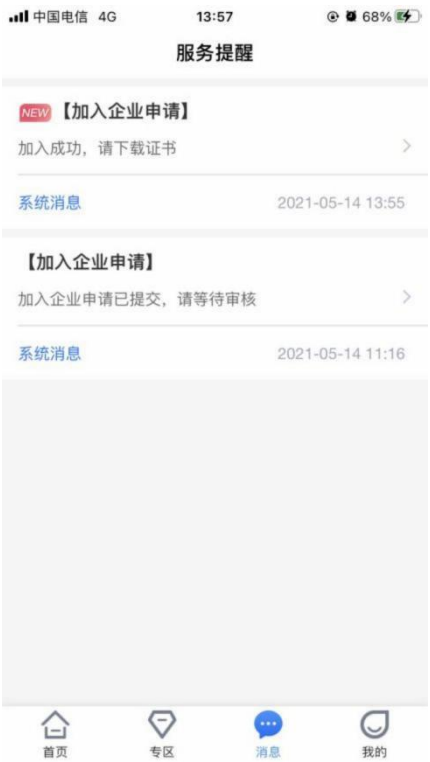 中国电信 4G 13:57 68%
服务提醒
NEW 【加入企业申请】
加入成功，请下载证书
系统消息 2021-05-14 13:55
【加入企业申请】
加入企业申请已提交，请等待审核
系统消息 2021-05-14 11:16
首页 专区 消息 我的